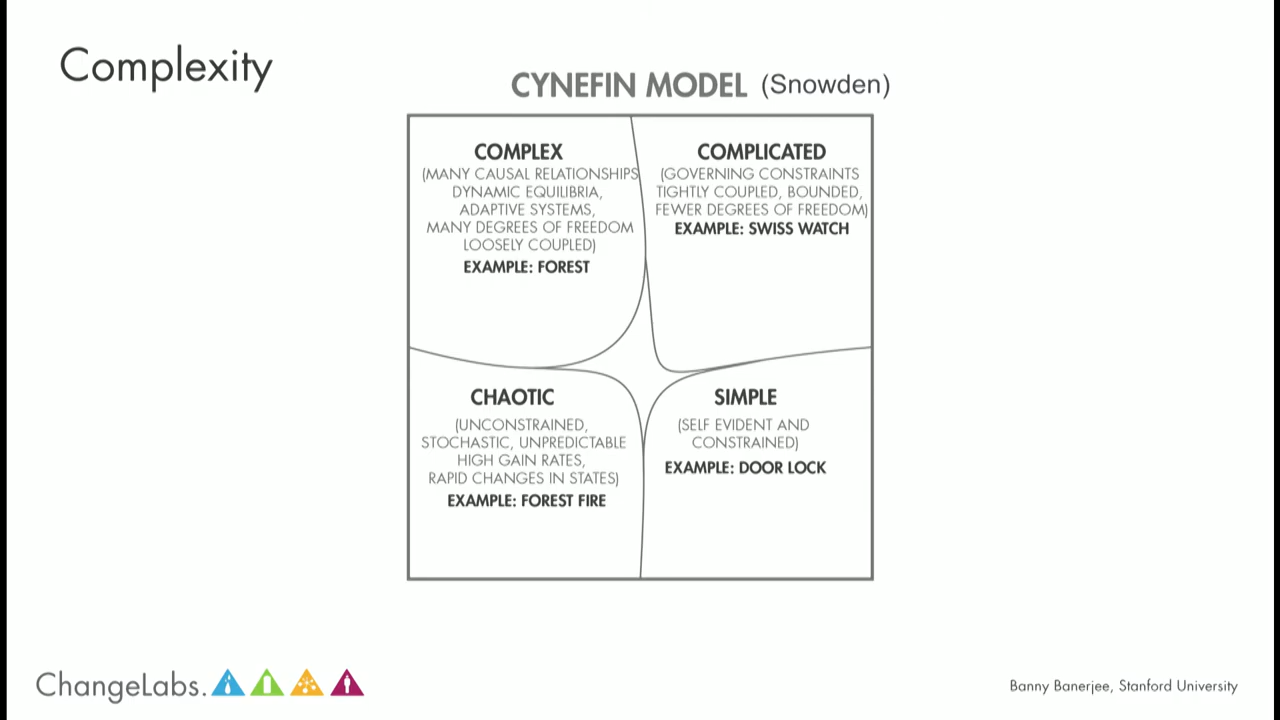 Complexity
CYNEFIN MODEL (Snowden)
COMPLEX
(MANY CAUSAL RELATIONSHIPS
DYNAMIC EQUILIBRIA,
ADAPTIVE SYSTEMS,
MANY DEGREES OF FREEDOM
LOOSELY COUPLED)
EXAMPLE: FOREST
COMPLICATED
(GOVERNING CONSTRAINTS
TIGHTLY COUPLED, BOUNDED,
FEWER DEGREES OF FREEDOM)
EXAMPLE: SWISS WATCH
CHAOTIC
(UNCONSTRAINED,
STOCHASTIC, UNPREDICTABLE
HIGH GAIN RATES,
RAPID CHANGES IN STATES)
EXAMPLE: FOREST FIRE
SIMPLE
(SELF EVIDENT AND
CONSTRAINED)
EXAMPLE: DOOR LOCK
ChangeLabs.
Banny Banerjee, Stanford University